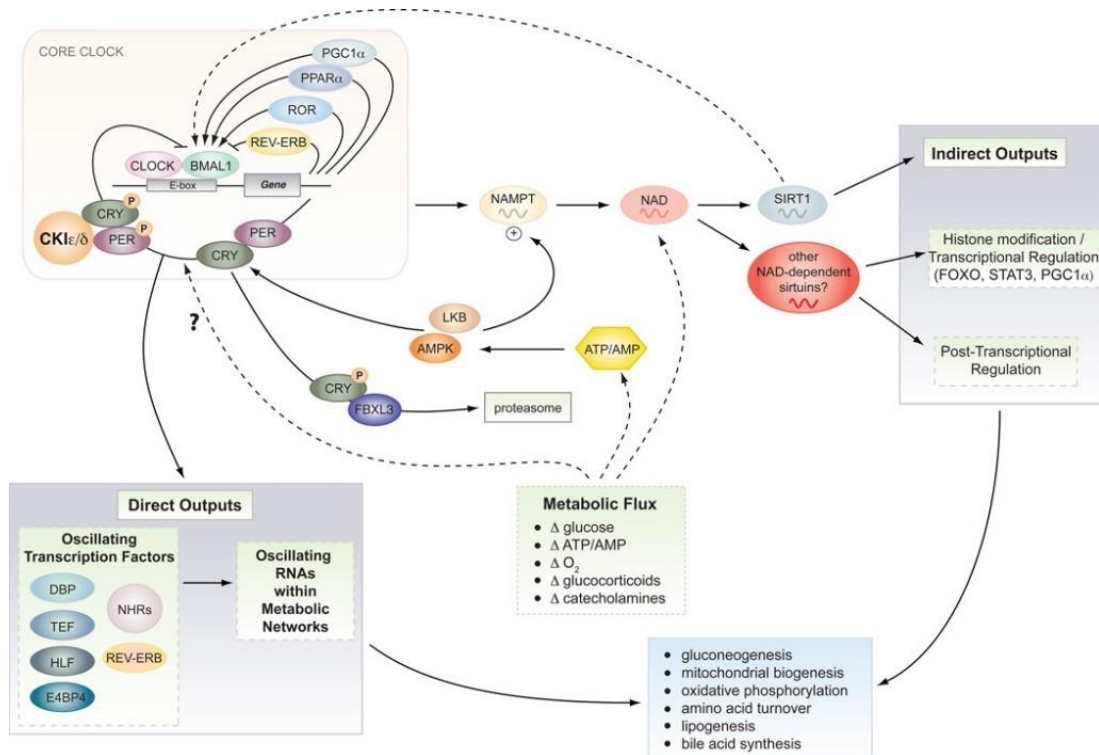 CORE CLOCK
PGC1α
PPARα
ROR
REV-ERB
CLOCK
BMAL1
E-box
Gene
P
CRY
P
CKIε/δ
PER
PER
CRY
NAMPT
+
NAD
SIRT1
other
NAD-dependent
sirtuins?
Indirect Outputs
Histone modification /
Transcriptional Regulation
(FOXO, STAT3, PGC1α)
Post-Transcriptional
Regulation
?
LKB
AMPK
ATP/AMP
P
CRY
FBXL3
proteasome
Direct Outputs
Oscillating
Transcription Factors
DBP
TEF
HLF
E4BP4
NHRs
REV-ERB
Oscillating
RNAs
within
Metabolic
Networks
Metabolic Flux
• Δ glucose
• Δ ATP/AMP
• Δ O₂
• Δ glucocorticoids
• Δ catecholamines
• gluconeogenesis
• mitochondrial biogenesis
• oxidative phosphorylation
• amino acid turnover
• lipogenesis
• bile acid synthesis